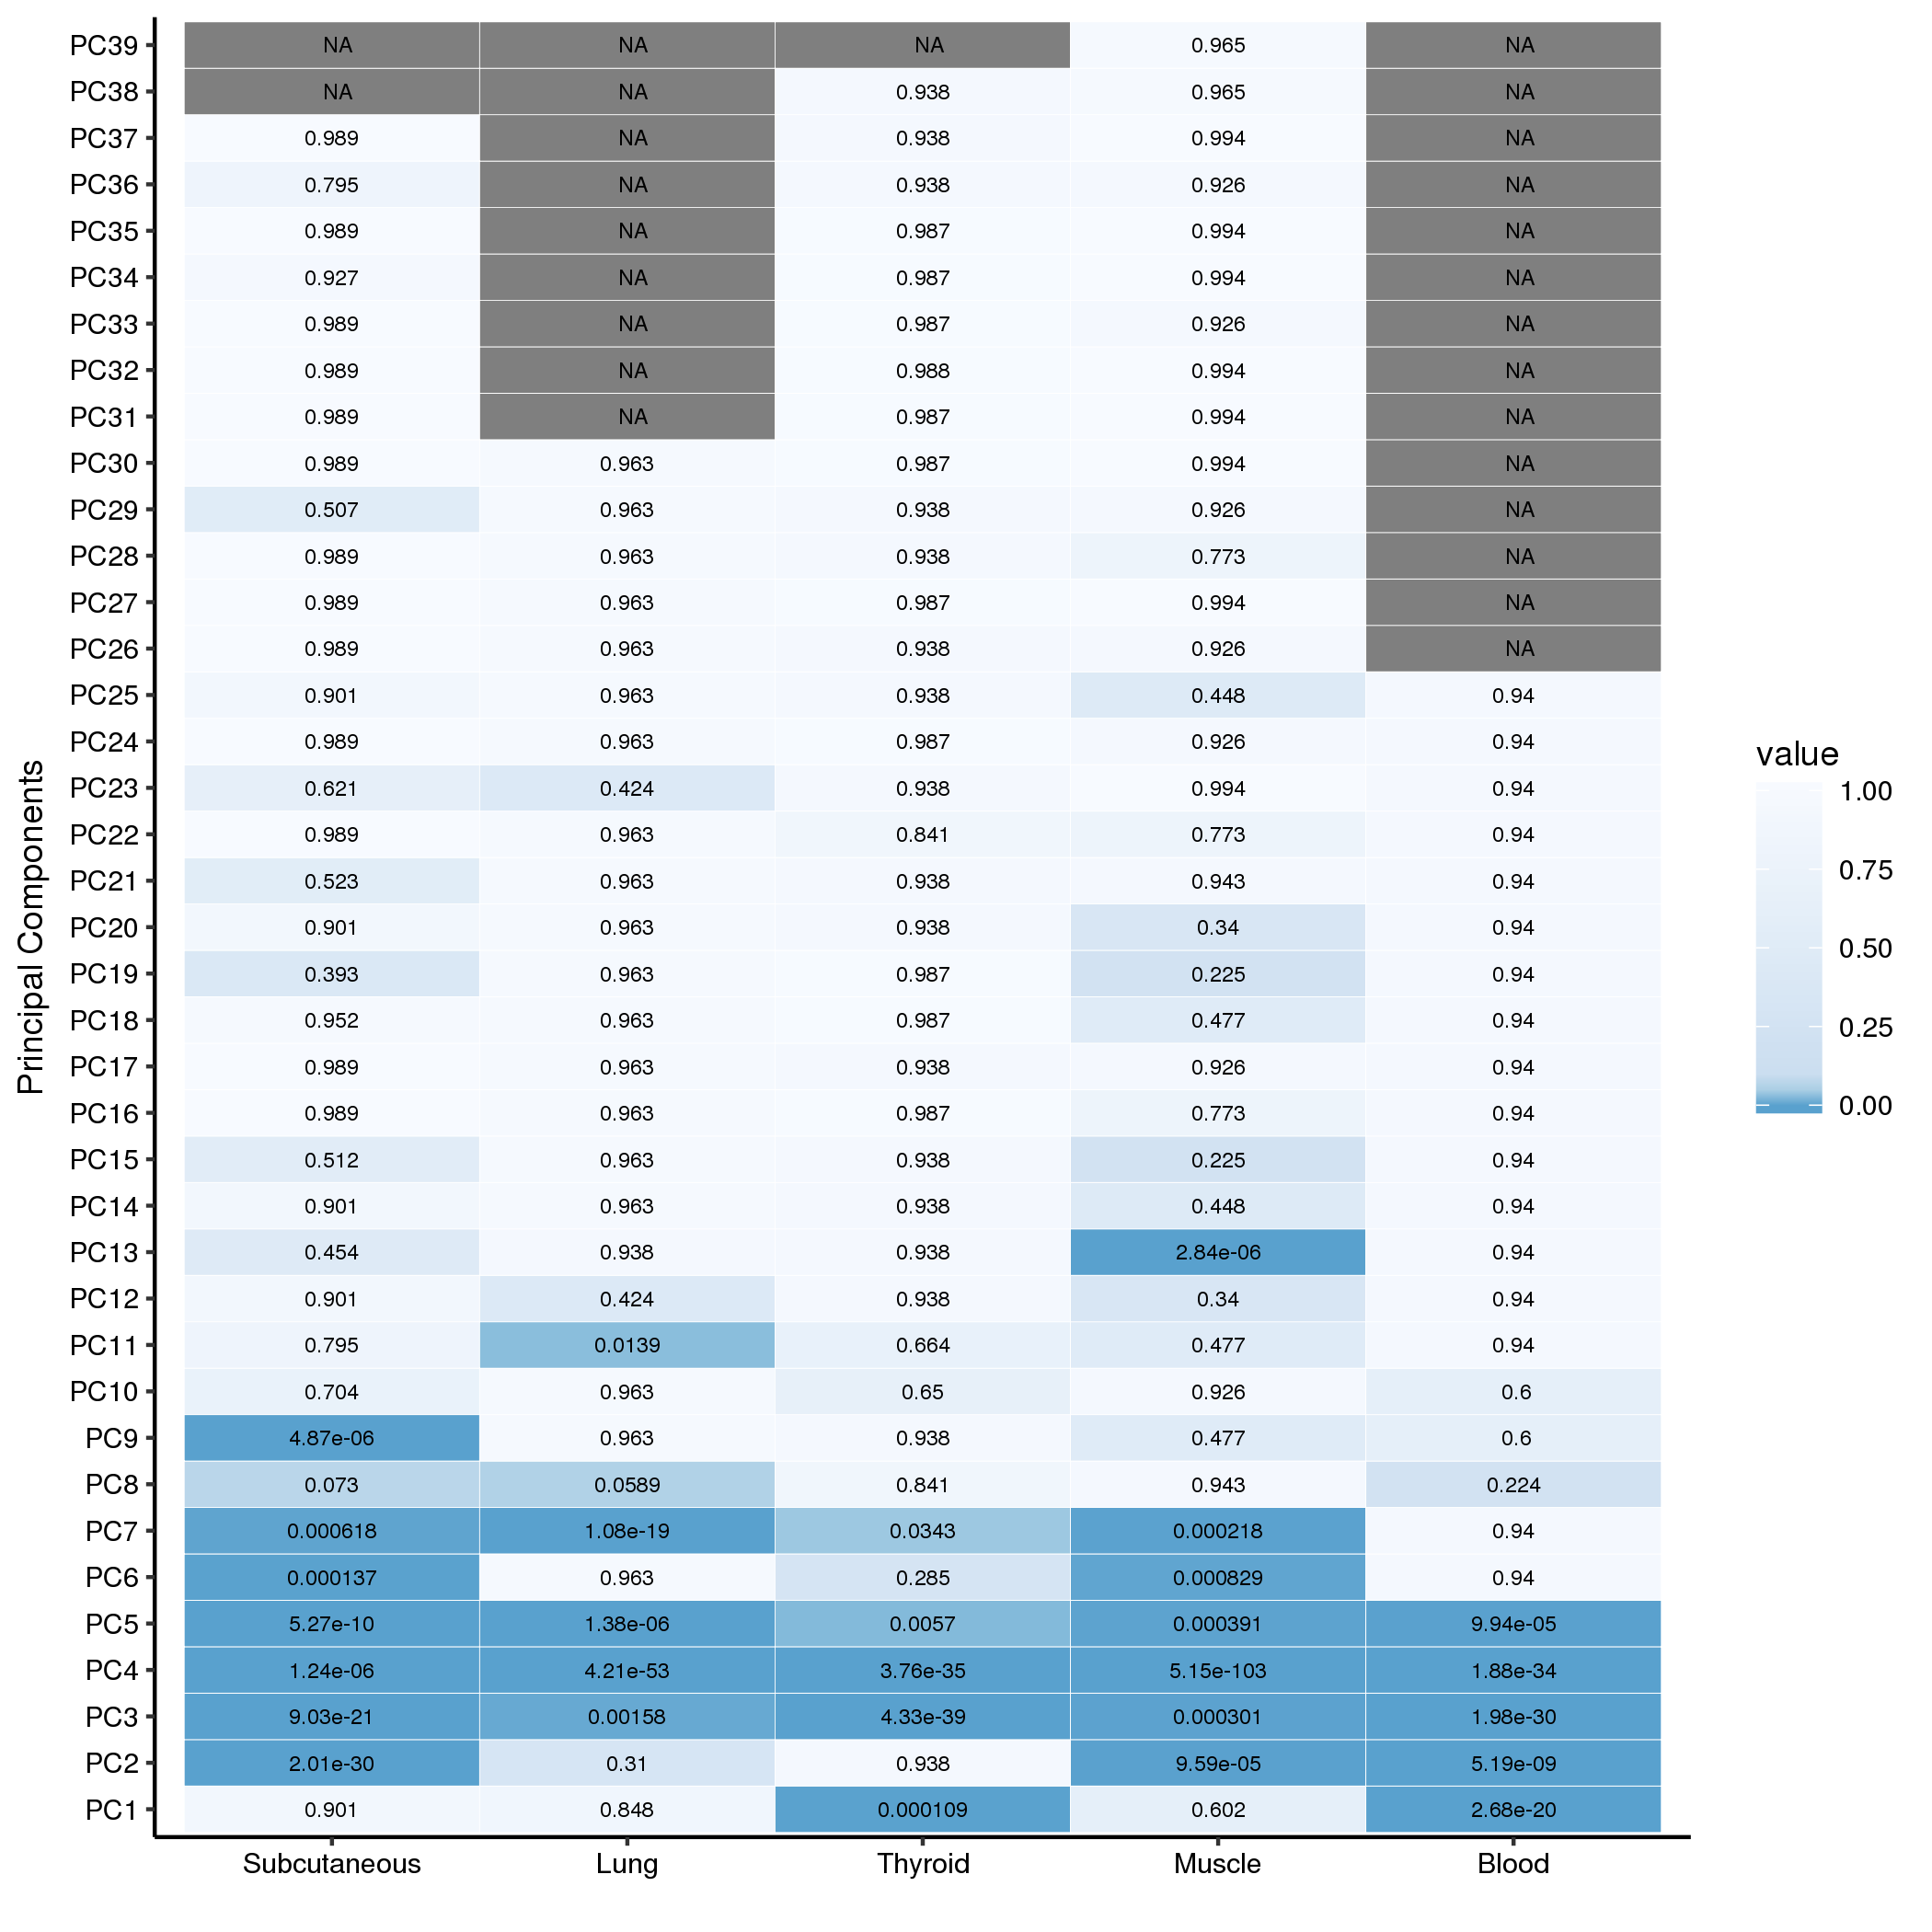 PC39 NA NA NA 0.965 NA
PC38 NA NA 0.938 0.965 NA
PC37 0.989 NA 0.938 0.994 NA
PC36 0.795 NA 0.938 0.926 NA
PC35 0.989 NA 0.987 0.994 NA
PC34 0.927 NA 0.987 0.994 NA
PC33 0.989 NA 0.987 0.926 NA
PC32 0.989 NA 0.988 0.994 NA
PC31 0.989 NA 0.987 0.994 NA
PC30 0.989 0.963 0.987 0.994 NA
PC29 0.507 0.963 0.938 0.926 NA
PC28 0.989 0.963 0.938 0.773 NA
PC27 0.989 0.963 0.987 0.994 NA
PC26 0.989 0.963 0.938 0.926 NA
PC25 0.901 0.963 0.938 0.448 0.94
PC24 0.989 0.963 0.987 0.926 0.94
PC23 0.621 0.424 0.938 0.994 0.94
PC22 0.989 0.963 0.841 0.773 0.94
PC21 0.523 0.963 0.938 0.943 0.94
PC20 0.901 0.963 0.938 0.34 0.94
PC19 0.393 0.963 0.987 0.225 0.94
PC18 0.952 0.963 0.987 0.477 0.94
PC17 0.989 0.963 0.938 0.926 0.94
PC16 0.989 0.963 0.987 0.773 0.94
PC15 0.512 0.963 0.938 0.225 0.94
PC14 0.901 0.963 0.938 0.448 0.94
PC13 0.454 0.938 0.938 2.84e-06 0.94
PC12 0.901 0.424 0.938 0.34 0.94
PC11 0.795 0.0139 0.664 0.477 0.94
PC10 0.704 0.963 0.65 0.926 0.6
PC9 4.87e-06 0.963 0.938 0.477 0.6
PC8 0.073 0.0589 0.841 0.943 0.224
PC7 0.000618 1.08e-19 0.0343 0.000218 0.94
PC6 0.000137 0.963 0.285 0.000829 0.94
PC5 5.27e-10 1.38e-06 0.0057 0.000391 9.94e-05
PC4 1.24e-06 4.21e-53 3.76e-35 5.15e-103 1.88e-34
PC3 9.03e-21 0.00158 4.33e-39 0.000301 1.98e-30
PC2 2.01e-30 0.31 0.938 9.59e-05 5.19e-09
PC1 0.901 0.848 0.000109 0.602 2.68e-20
Subcutaneous Lung Thyroid Muscle Blood
Principal Components
value
1.00
0.75
0.50
0.25
0.00